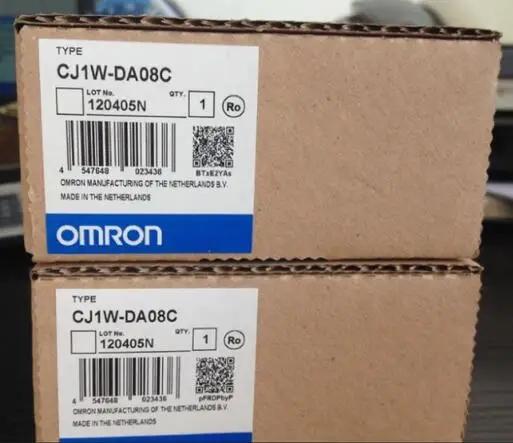 TYPE
CJ1W-DA08C
LOT No. QTY.
120405N 1 Ro
BTxE2YAs
4 547648 023436
OMRON MANUFACTURING OF THE NETHERLANDS B.V.
MADE IN THE NETHERLANDS
OMRON
TYPE
CJ1W-DA08C
LOT No. QTY.
120405N 1 Ro
4 547648 023436
OMRON MANUFACTURING OF THE NETHERLANDS B.V.
MADE IN THE NETHERLANDS